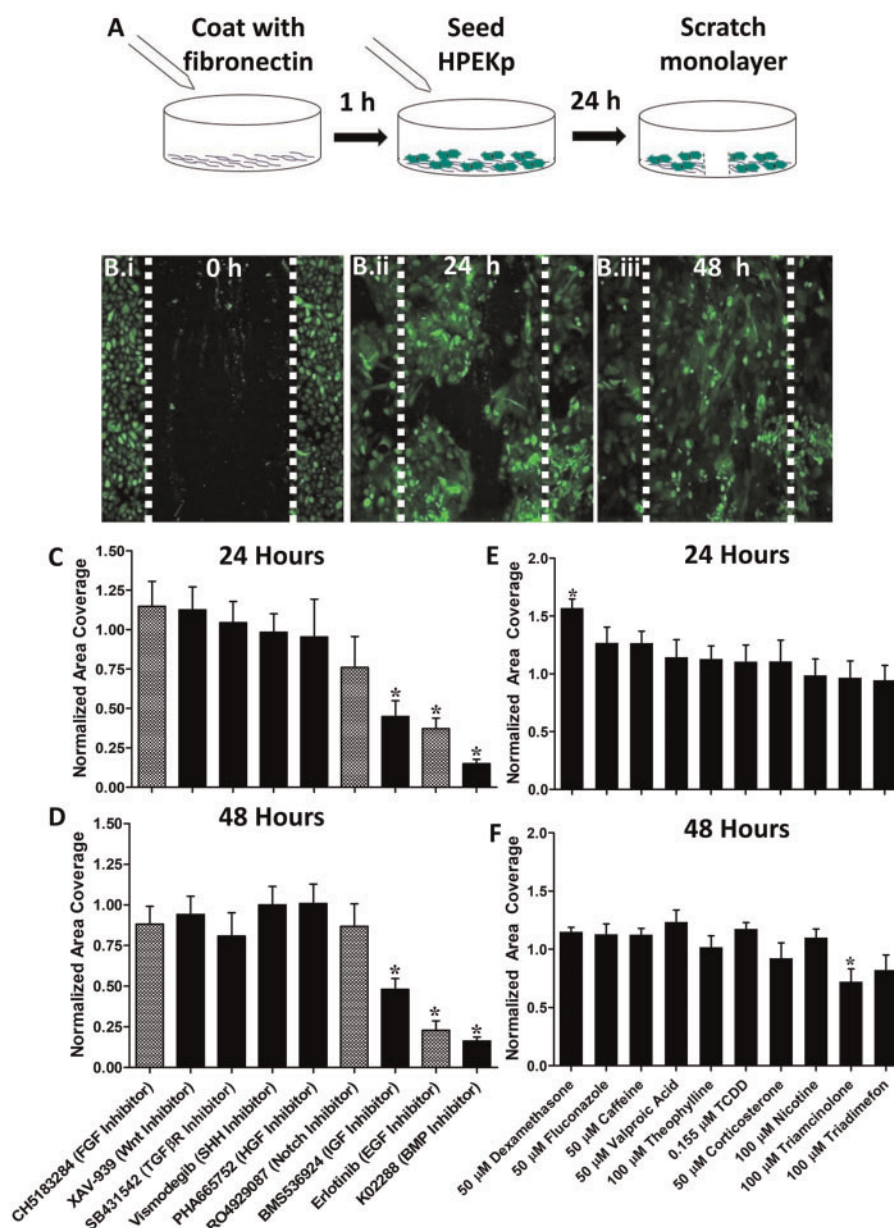 A
Coat with
fibronectin
Seed
HPEKp
Scratch
monolayer
1 h
24 h
B.i
0 h
B.ii
24 h
B.iii
48 h
C
24 Hours
Normalized Area Coverage
1.50
1.25
1.00
0.75
0.50
0.25
0.00
*
*
*
D
48 Hours
Normalized Area Coverage
1.50
1.25
1.00
0.75
0.50
0.25
0.00
*
*
*
CH5183284 (FGF Inhibitor)
XAV-939 (Wnt Inhibitor)
SB431542 (TGFβR Inhibitor)
Vismodegib (SHH Inhibitor)
PHA665752 (HGF Inhibitor)
RO4929087 (Notch Inhibitor)
BMS536924 (IGF Inhibitor)
Erlotinib (EGF Inhibitor)
K02288 (BMP Inhibitor)
E
24 Hours
Normalized Area Coverage
2.0
1.5
1.0
0.5
0.0
*
F
48 Hours
Normalized Area Coverage
2.0
1.5
1.0
0.5
0.0
*
50 µM Dexamethasone
50 µM Fluconazole
50 µM Caffeine
50 µM Valproic Acid
100 µM Theophylline
0.155 µM TCDD
50 µM Corticosterone
100 µM Nicotine
100 µM Triamcinolone
100 µM Triadimefon